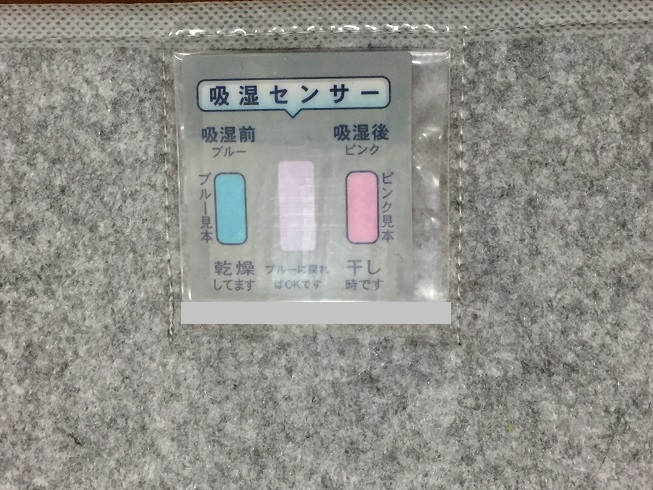 吸湿センサー
吸湿前
ブルー
ブルー見本
乾燥
してます
ブルーに戻れ
ばOKです
吸湿後
ピンク
ピンク見本
干し
時です